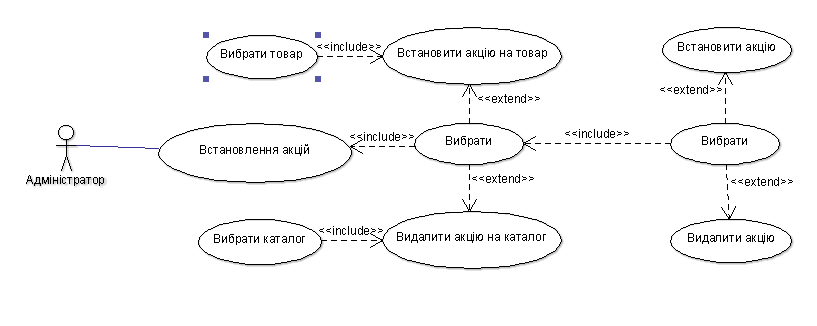 Вибрати товар
<<include>>
Встановити акцію на товар
Встановити акцію
<<extend>>
<<extend>>
Адміністратор
Встановлення акцій
<<include>>
Вибрати
<<include>>
Вибрати
<<extend>>
<<extend>>
Вибрати каталог
<<include>>
Видалити акцію на каталог
Видалити акцію